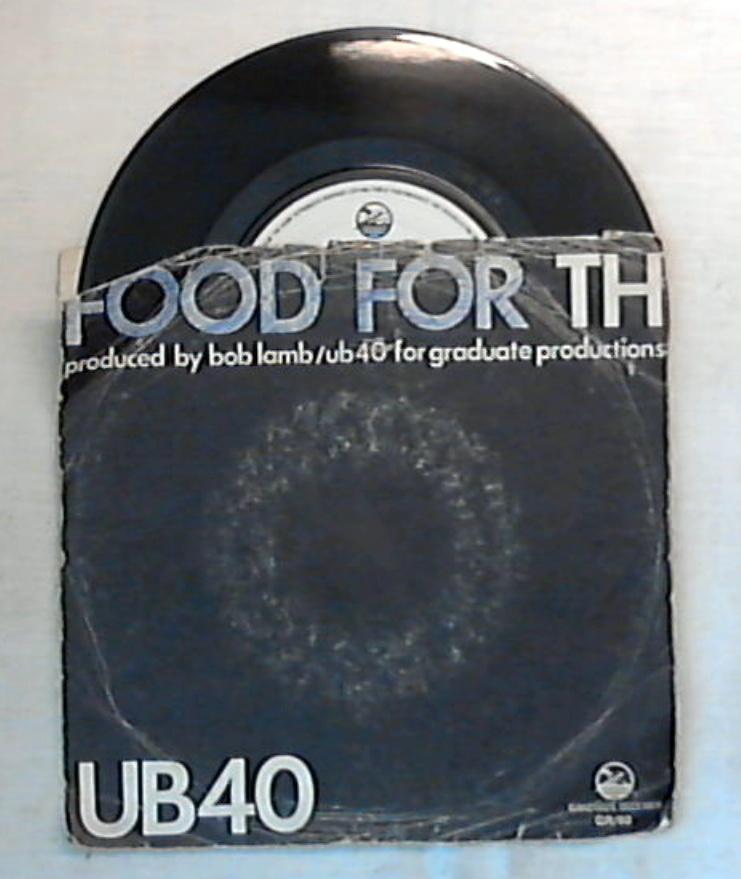 FOOD FOR TH
produced by bob lamb/ub40 for graduate productions
UB40